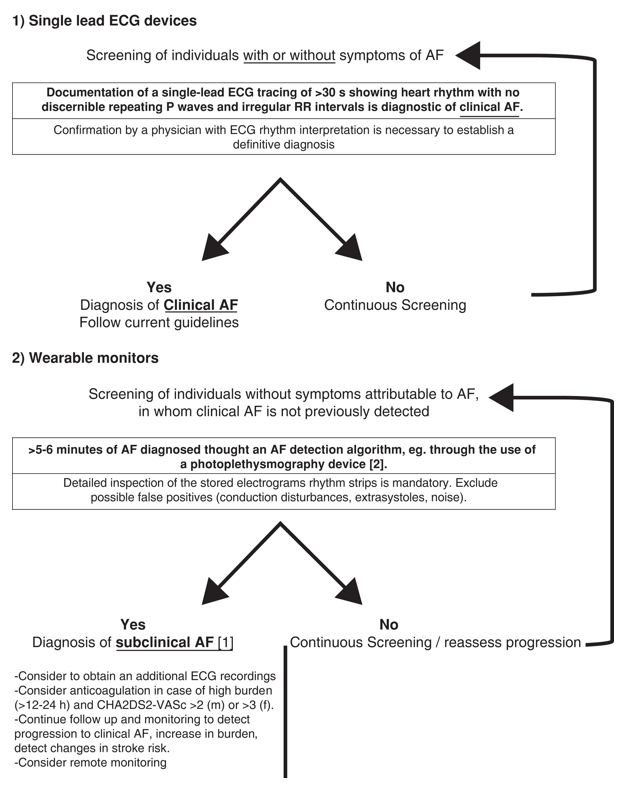 1) Single lead ECG devices
Screening of individuals with or without symptoms of AF
Documentation of a single-lead ECG tracing of >30 s showing heart rhythm with no
discernible repeating P waves and irregular RR intervals is diagnostic of clinical AF.
Confirmation by a physician with ECG rhythm interpretation is necessary to establish a
definitive diagnosis
Yes
Diagnosis of Clinical AF
Follow current guidelines
No
Continuous Screening
2) Wearable monitors
Screening of individuals without symptoms attributable to AF,
in whom clinical AF is not previously detected
>5-6 minutes of AF diagnosed thought an AF detection algorithm, eg. through the use of
a photoplethysmography device [2].
Detailed inspection of the stored electrograms rhythm strips is mandatory. Exclude
possible false positives (conduction disturbances, extrasystoles, noise).
Yes
Diagnosis of subclinical AF [1]
No
Continuous Screening / reassess progression
-Consider to obtain an additional ECG recordings
-Consider anticoagulation in case of high burden
(>12-24 h) and CHA2DS2-VASc >2 (m) or >3 (f).
-Continue follow up and monitoring to detect
progression to clinical AF, increase in burden,
detect changes in stroke risk.
-Consider remote monitoring